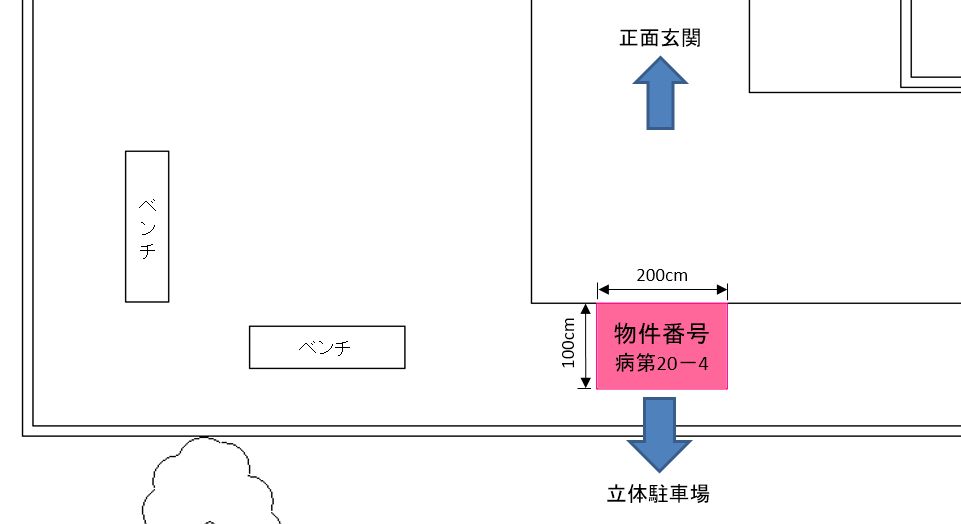 正面玄関
ベンチ
200cm
100cm
物件番号
病第20－4
ベンチ
立体駐車場